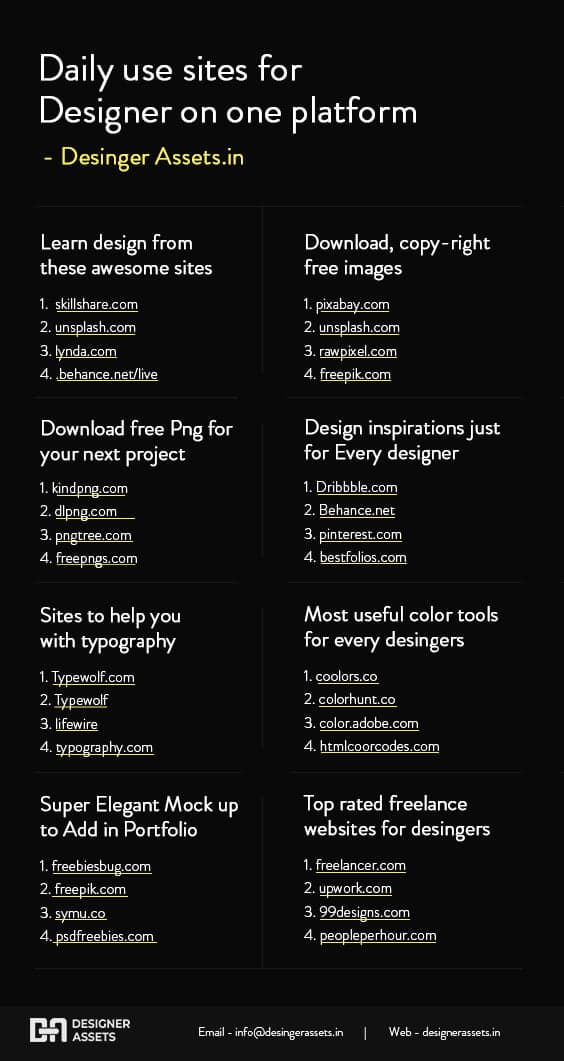 Daily use sites for
Designer on one platform
- Desinger Assets.in
Learn design from
these awesome sites
1. skillshare.com
2. unsplash.com
3. lynda.com
4. .behance.net/live
Download, copy-right
free images
1. pixabay.com
2. unsplash.com
3. rawpixel.com
4. freepik.com
Download free Png for
your next project
1. kindpng.com
2. dlpng.com
3. pngtree.com
4. freepngs.com
Design inspirations just
for Every designer
1. Dribbble.com
2. Behance.net
3. pinterest.com
4. bestfolios.com
Sites to help you
with typography
1. Typewolf.com
2. Typewolf
3. lifewire
4. typography.com
Most useful color tools
for every desingers
1. coolors.co
2. colorhunt.co
3. color.adobe.com
4. htmlcoorcodes.com
Super Elegant Mock up
to Add in Portfolio
1. freebiesbug.com
2. freepik.com
3. symu.co
4. psdfreebies.com
Top rated freelance
websites for desingers
1. freelancer.com
2. upwork.com
3. 99designs.com
4. peopleperhour.com
DESIGNER
ASSETS
Email - info@desingerassets.in | Web - designerassets.in